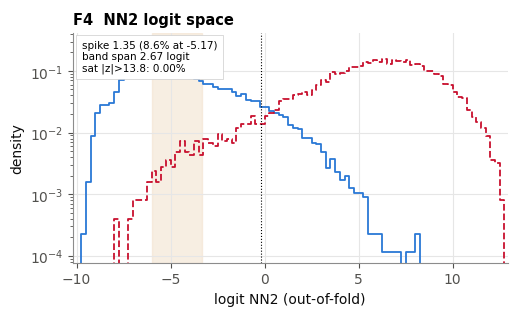 F4  NN2 logit space
spike 1.35 (8.6% at -5.17)
band span 2.67 logit
sat |z|>13.8: 0.00%
density
10⁻¹
10⁻²
10⁻³
10⁻⁴
−10
−5
0
5
10
logit NN2 (out-of-fold)